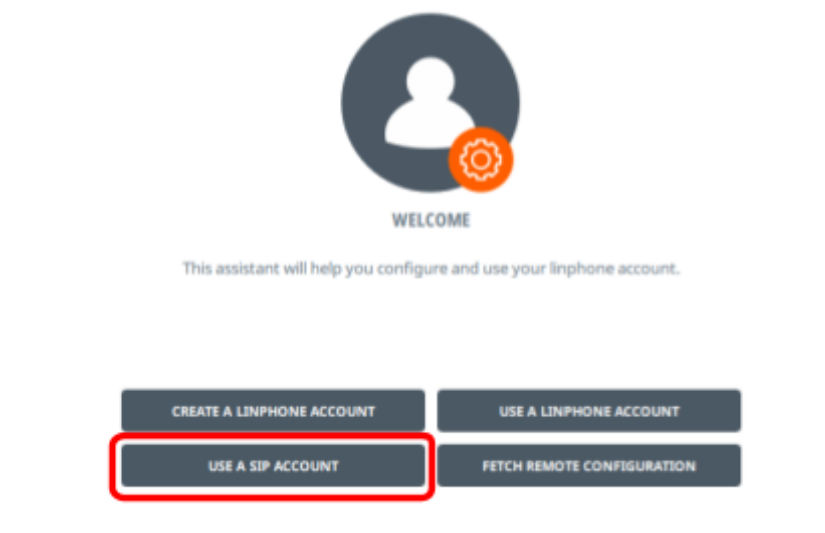 WELCOME
This assistant will help you configure and use your linphone account.
CREATE A LINPHONE ACCOUNT
USE A LINPHONE ACCOUNT
USE A SIP ACCOUNT
FETCH REMOTE CONFIGURATION